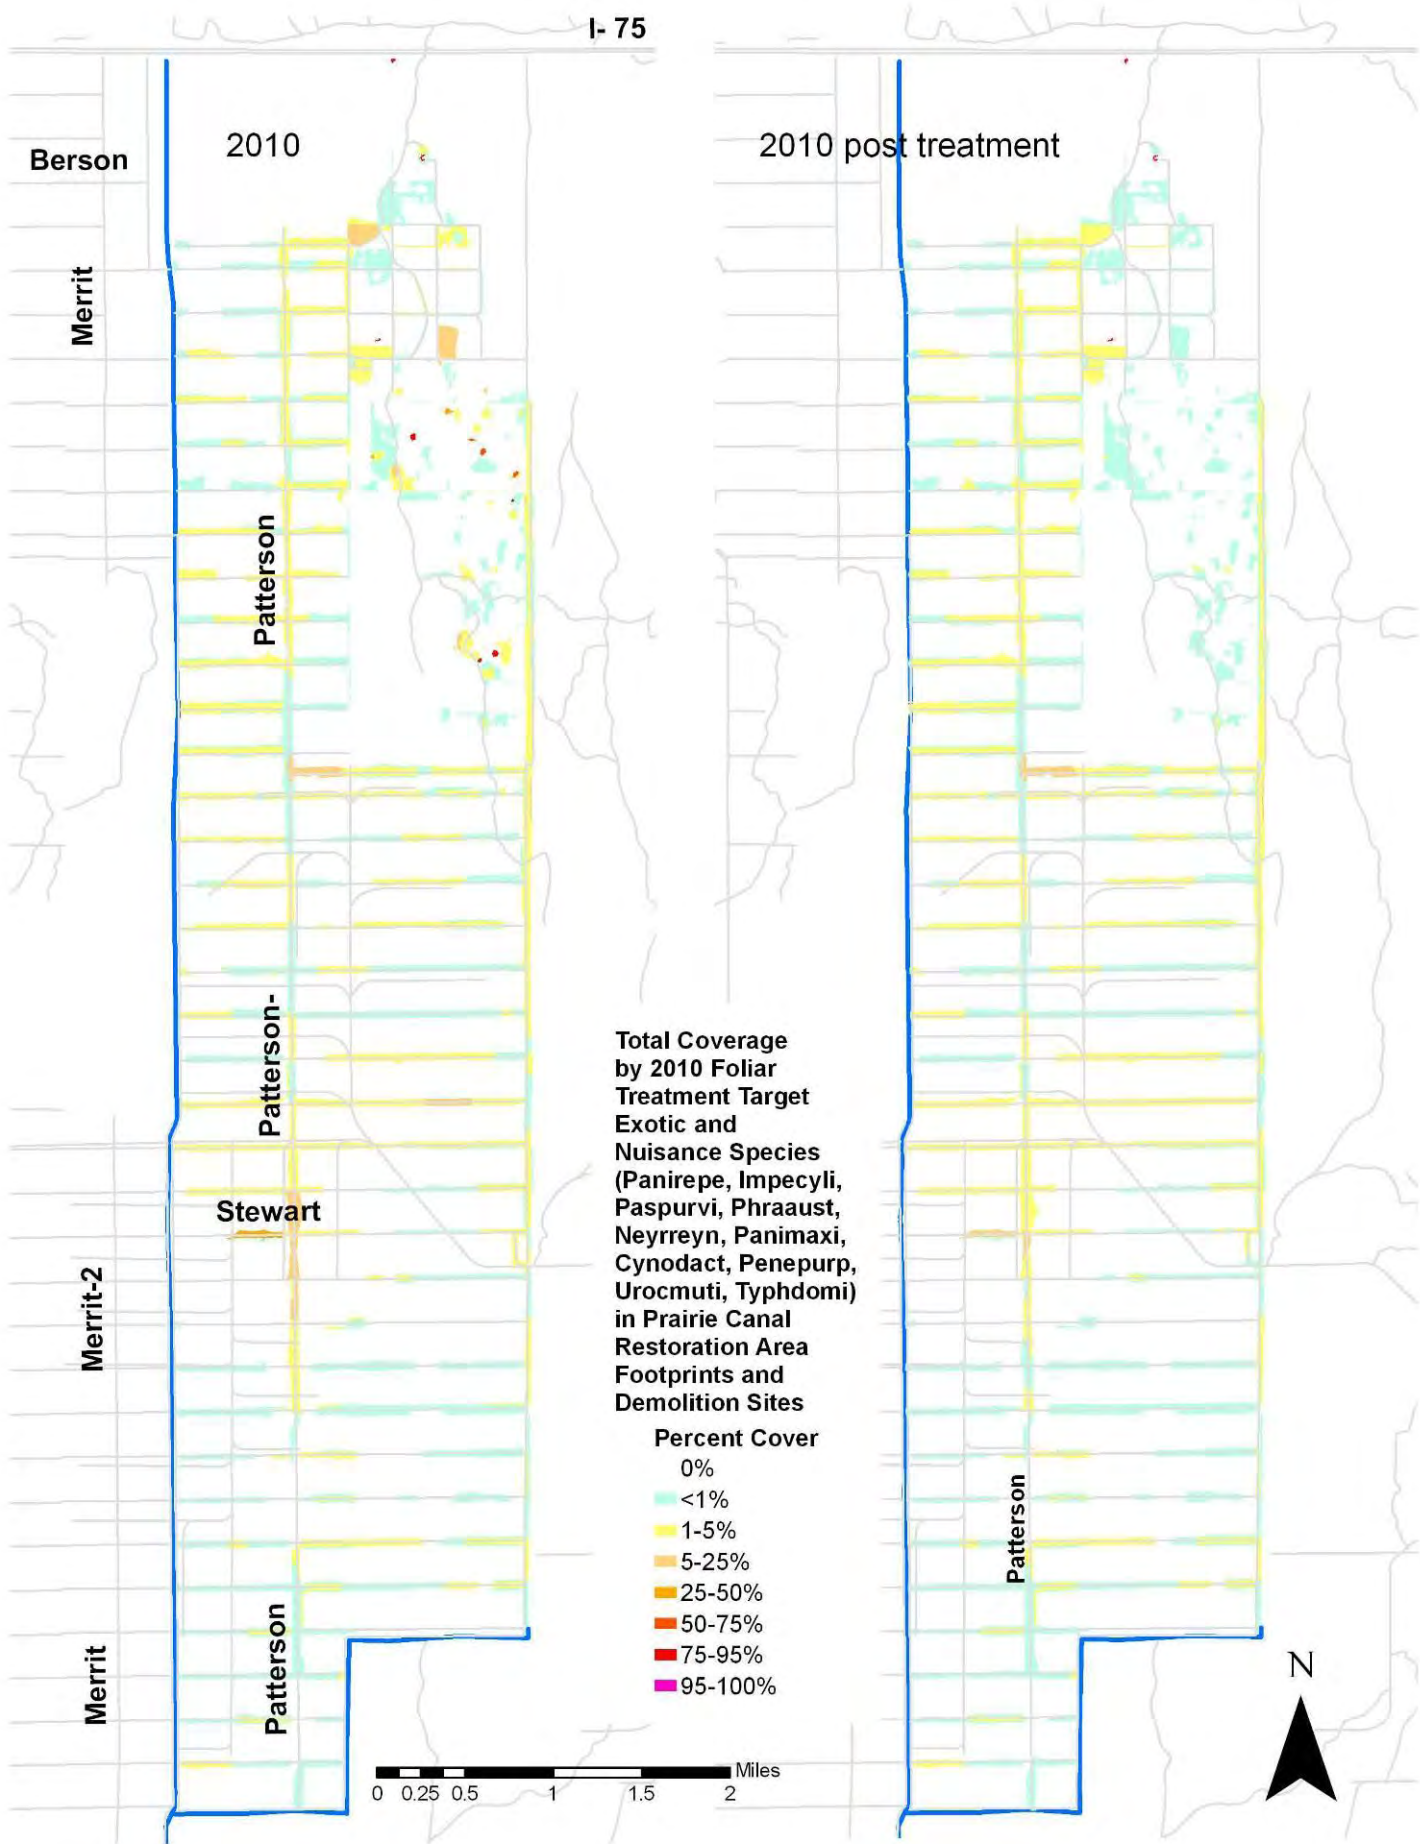 I- 75
2010
2010 post treatment
Berson
Merrit
Patterson
Patterson-
Stewart
Merrit-2
Patterson
Merrit
Patterson
Total Coverage
by 2010 Foliar
Treatment Target
Exotic and
Nuisance Species
(Panirepe, Impecyli,
Paspurvi, Phraaust,
Neyrreyn, Panimaxi,
Cynodact, Penepurp,
Urocmuti, Typhdomi)
in Prairie Canal
Restoration Area
Footprints and
Demolition Sites
Percent Cover
0%
<1%
1-5%
5-25%
25-50%
50-75%
75-95%
95-100%
N
Miles
0 0.25 0.5 1 1.5 2